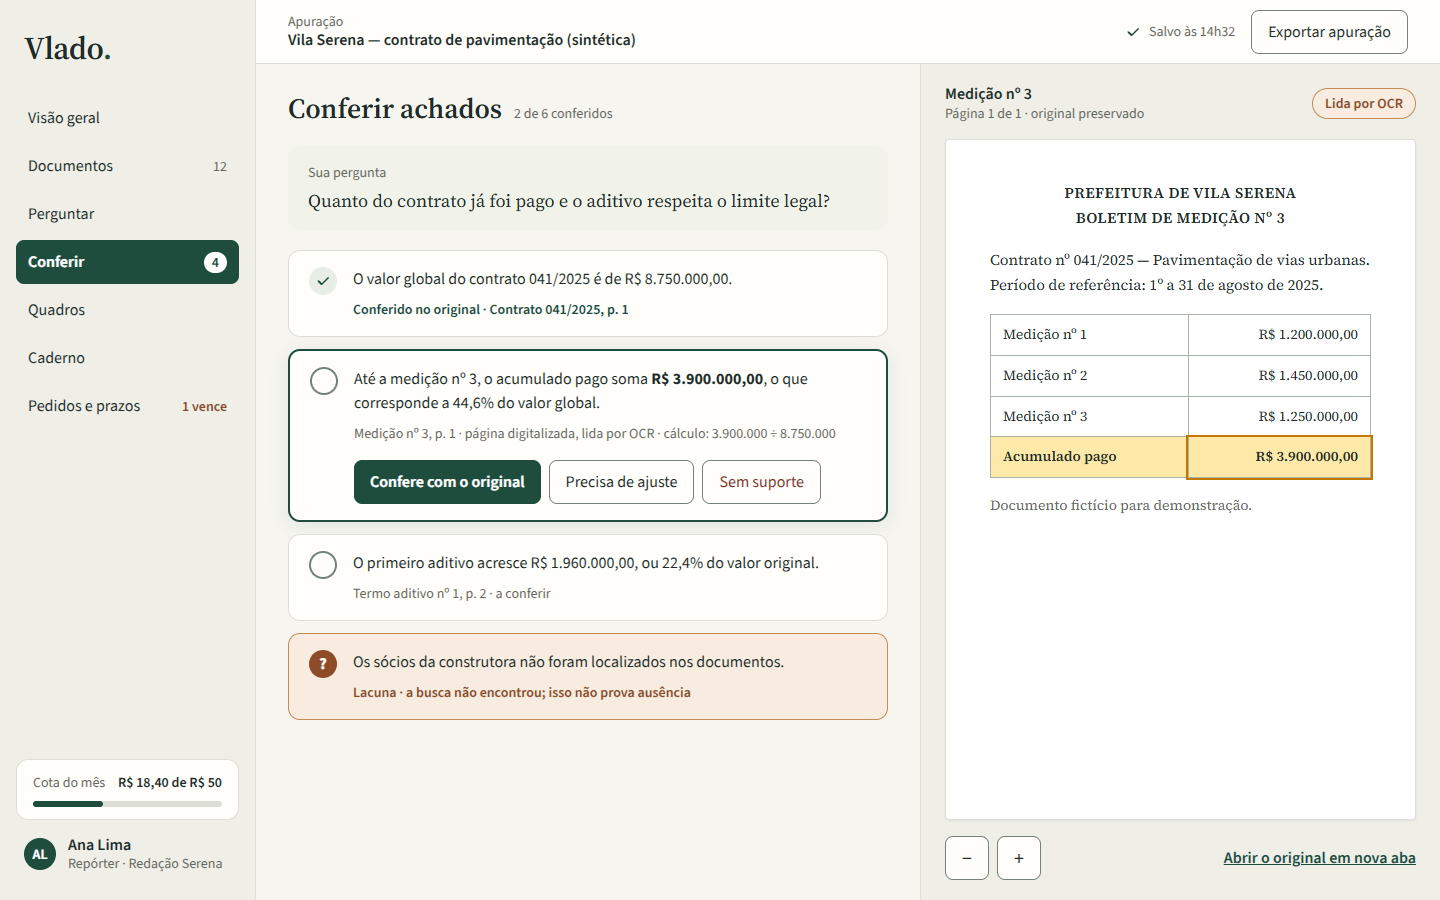 Vlado.
Visão geral
Documentos 12
Perguntar
Conferir 4
Quadros
Caderno
Pedidos e prazos 1 vence
Cota do mês R$ 18,40 de R$ 50
AL
Ana Lima
Repórter · Redação Serena
Apuração
Vila Serena — contrato de pavimentação (sintética)
Salvo às 14h32
Exportar apuração
Conferir achados 2 de 6 conferidos
Sua pergunta
Quanto do contrato já foi pago e o aditivo respeita o limite legal?
O valor global do contrato 041/2025 é de R$ 8.750.000,00.
Conferido no original · Contrato 041/2025, p. 1
Até a medição nº 3, o acumulado pago soma R$ 3.900.000,00, o que
corresponde a 44,6% do valor global.
Medição nº 3, p. 1 · página digitalizada, lida por OCR · cálculo: 3.900.000 ÷ 8.750.000
Confere com o original Precisa de ajuste Sem suporte
O primeiro aditivo acresce R$ 1.960.000,00, ou 22,4% do valor original.
Termo aditivo nº 1, p. 2 · a conferir
?
Os sócios da construtora não foram localizados nos documentos.
Lacuna · a busca não encontrou; isso não prova ausência
Medição nº 3
Página 1 de 1 · original preservado
Lida por OCR
PREFEITURA DE VILA SERENA
BOLETIM DE MEDIÇÃO Nº 3
Contrato nº 041/2025 — Pavimentação de vias urbanas.
Período de referência: 1º a 31 de agosto de 2025.
Medição nº 1 R$ 1.200.000,00
Medição nº 2 R$ 1.450.000,00
Medição nº 3 R$ 1.250.000,00
Acumulado pago R$ 3.900.000,00
Documento fictício para demonstração.
− +
Abrir o original em nova aba